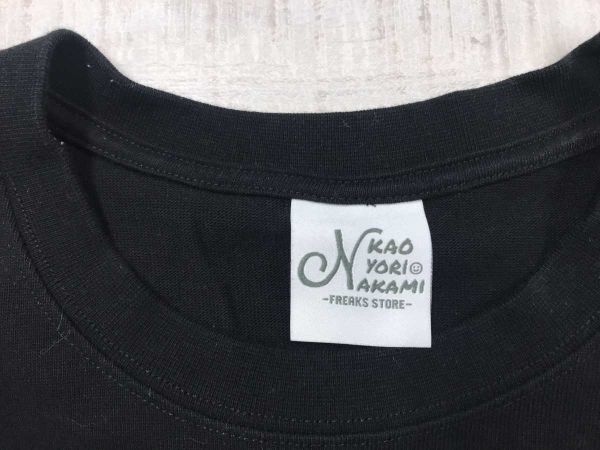 KAO
YORI☺
NAKAMI
-FREAKS STORE-